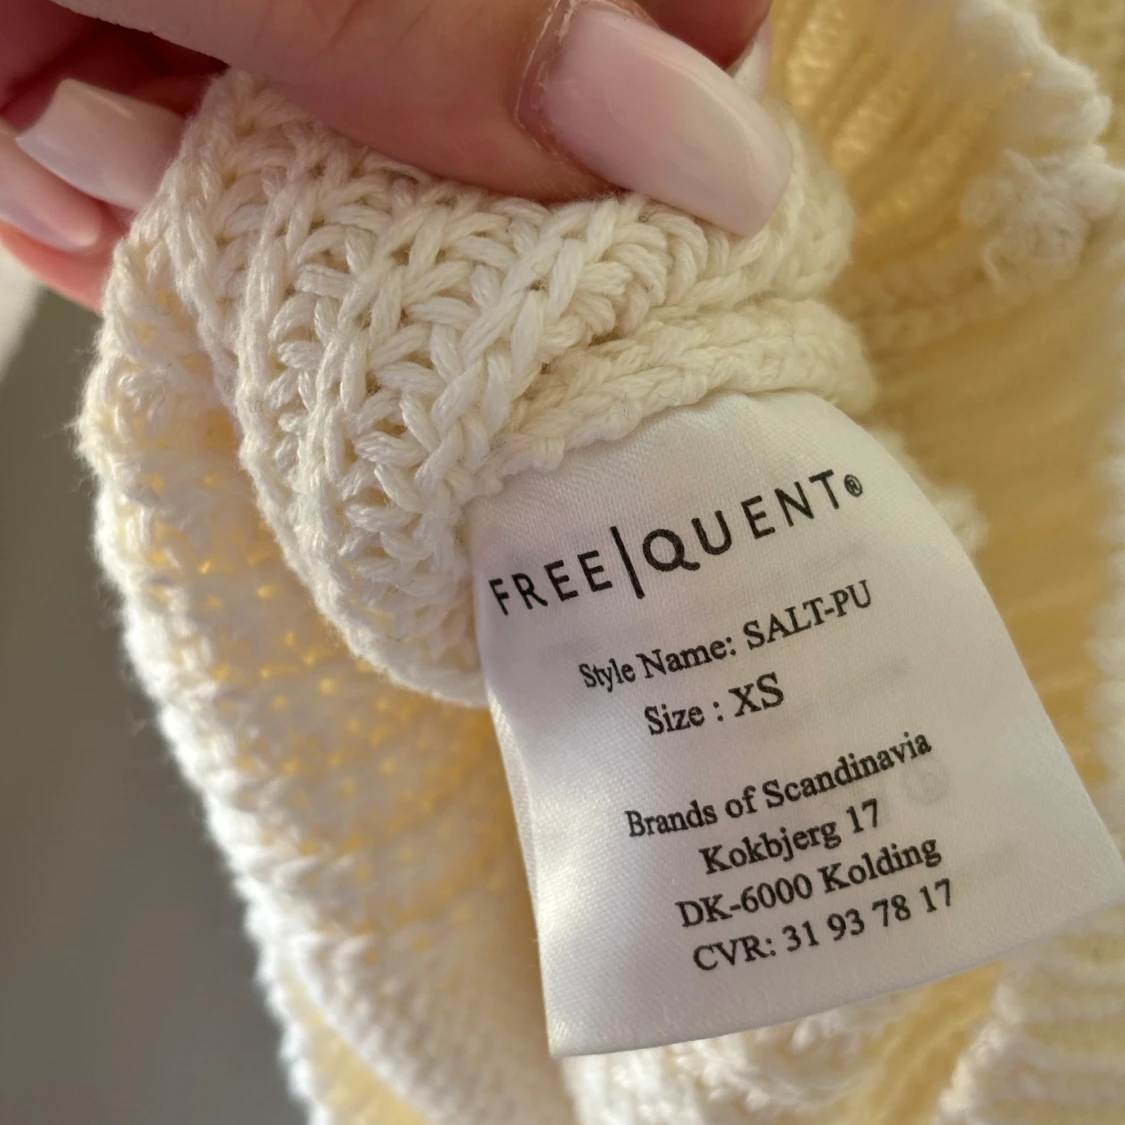 FREE|QUENT®
Style Name: SALT-PU
Size : XS
Brands of Scandinavia
Kokbjerg 17
DK-6000 Kolding
CVR: 31 93 78 17